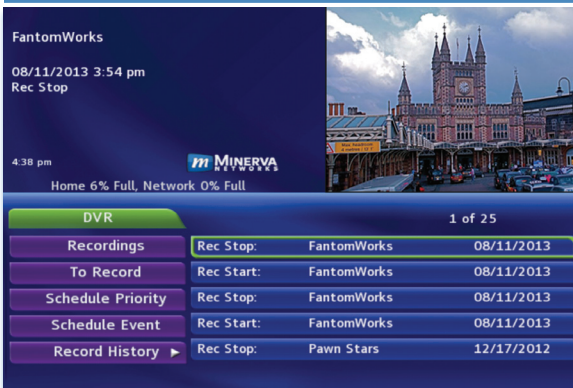 FantomWorks
08/11/2013 3:54 pm
Rec Stop
4:38 pm
m MINERVA
NETWORKS
Home 6% Full, Network 0% Full
DVR
1 of 25
Recordings
Rec Stop: FantomWorks 08/11/2013
To Record
Rec Start: FantomWorks 08/11/2013
Schedule Priority
Rec Stop: FantomWorks 08/11/2013
Schedule Event
Rec Start: FantomWorks 08/11/2013
Record History ▶
Rec Stop: Pawn Stars 12/17/2012